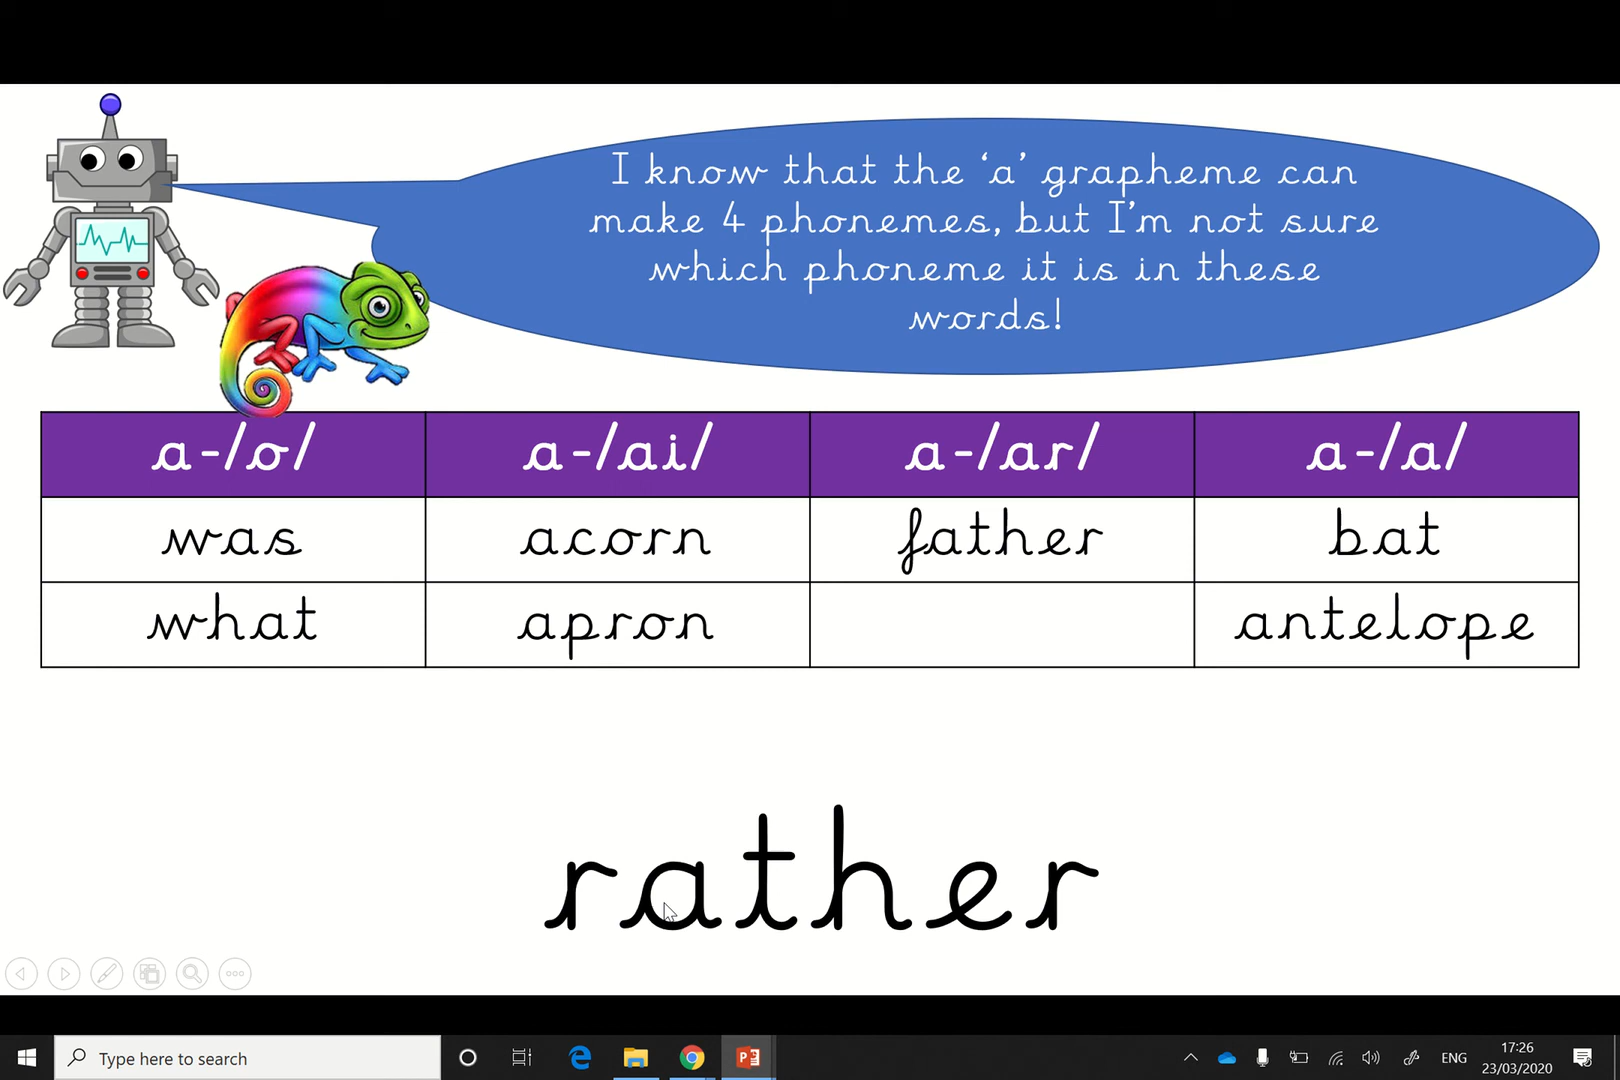 I know that the ‘a’ grapheme can
make 4 phonemes, but I’m not sure
which phoneme it is in these
words!
a-/o/ a-/ai/ a-/ar/ a-/a/
was acorn father bat
what apron antelope
rather
Type here to search
ENG
17:26
23/03/2020